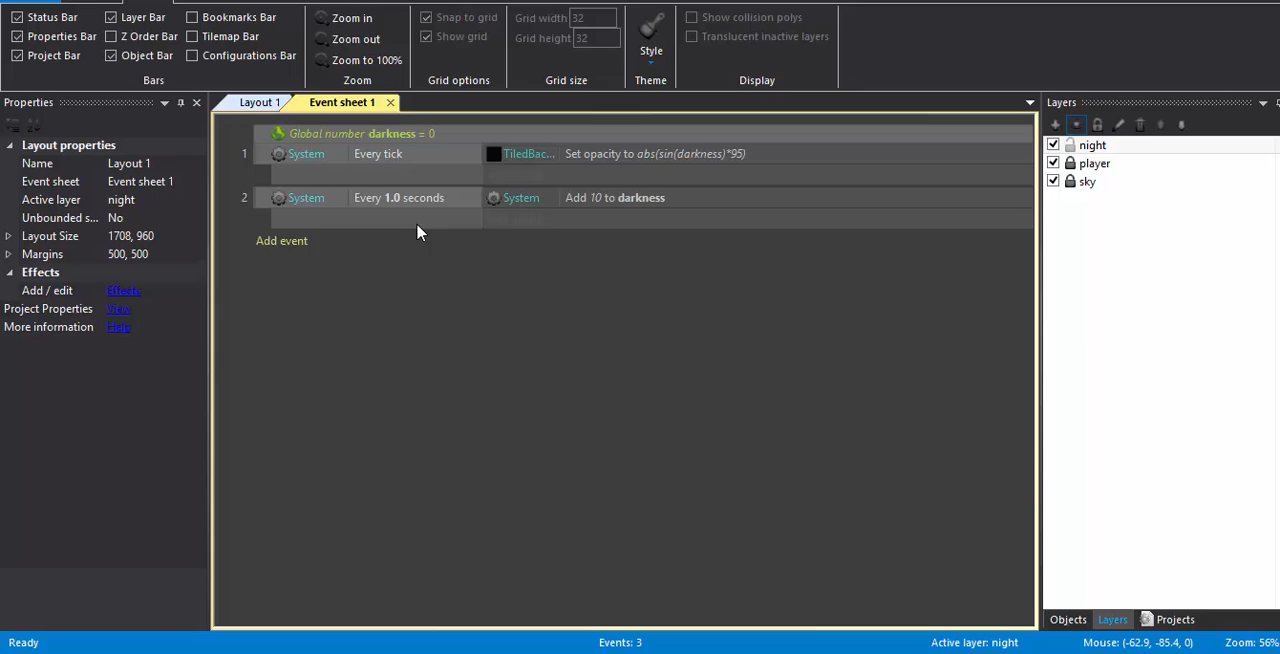 Status Bar
Layer Bar
Bookmarks Bar
Properties Bar
Z Order Bar
Tilemap Bar
Project Bar
Object Bar
Configurations Bar
Bars
Zoom in
Zoom out
Zoom to 100%
Zoom
Snap to grid
Show grid
Grid options
Grid width 32
Grid height 32
Grid size
Style
Theme
Show collision polys
Translucent inactive layers
Display
Properties
Layout properties
Name Layout 1
Event sheet Event sheet 1
Active layer night
Unbounded s... No
Layout Size 1708, 960
Margins 500, 500
Effects
Add / edit Effects
Project Properties View
More information Help
Layout 1
Event sheet 1
Global number darkness = 0
1 System Every tick TiledBac... Set opacity to abs(sin(darkness)*95)
2 System Every 1.0 seconds System Add 10 to darkness
Add event
Layers
night
player
sky
Objects Layers Projects
Ready
Events: 3
Active layer: night
Mouse: (-62.9, -85.4, 0)
Zoom: 56%